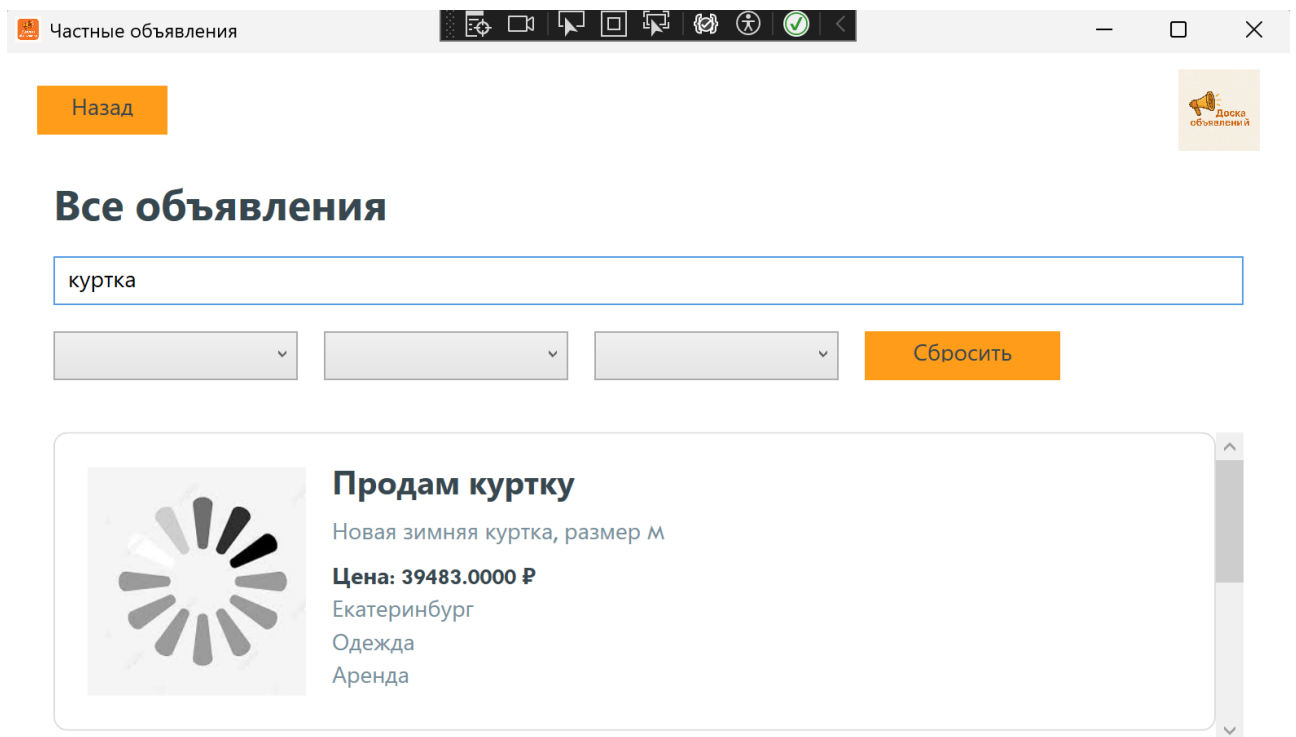 Частные объявления
Назад
Доска
объявлений
Все объявления
куртка
Сбросить
Продам куртку
Новая зимняя куртка, размер M
Цена: 39483.0000 ₽
Екатеринбург
Одежда
Аренда